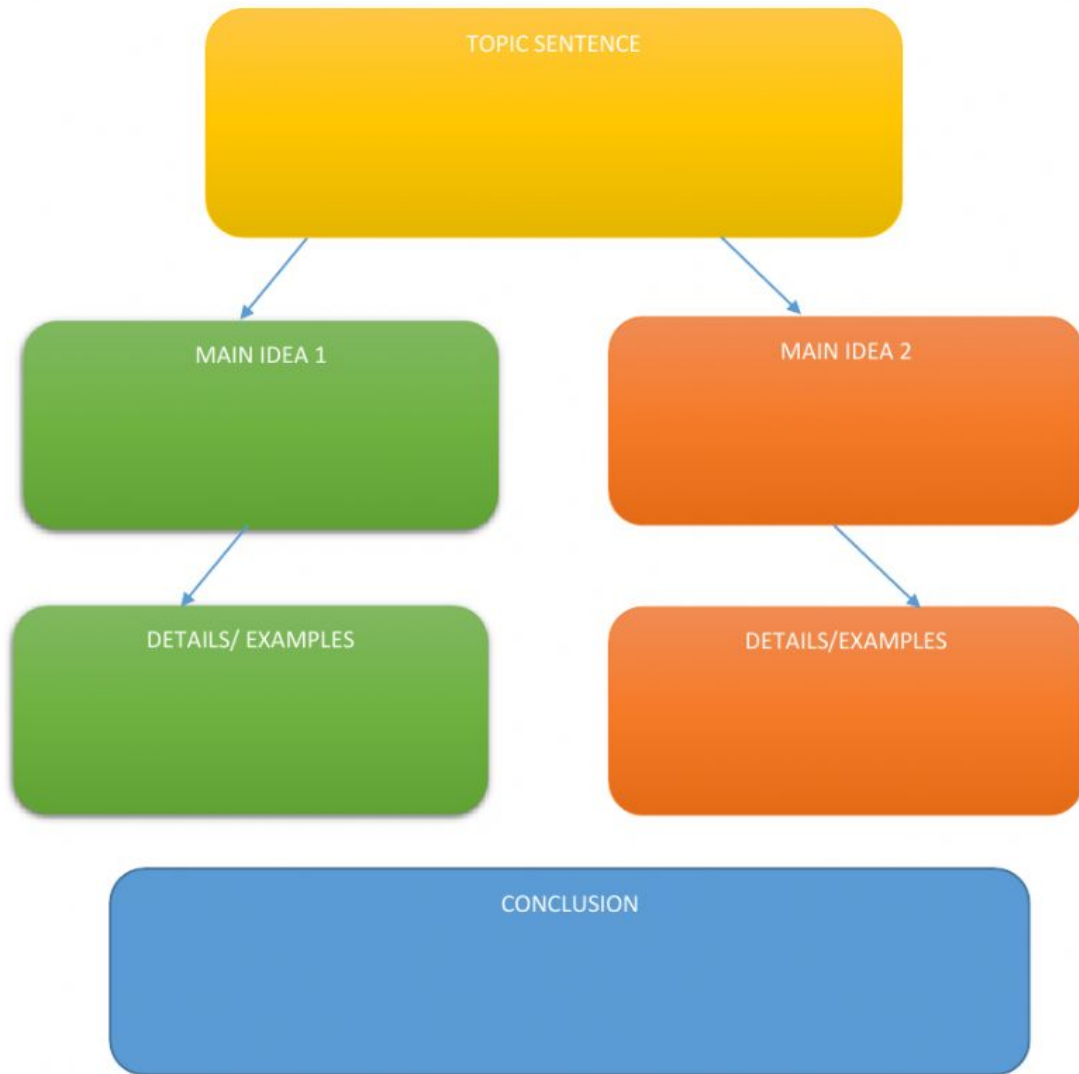 TOPIC SENTENCE
MAIN IDEA 1
MAIN IDEA 2
DETAILS/ EXAMPLES
DETAILS/EXAMPLES
CONCLUSION